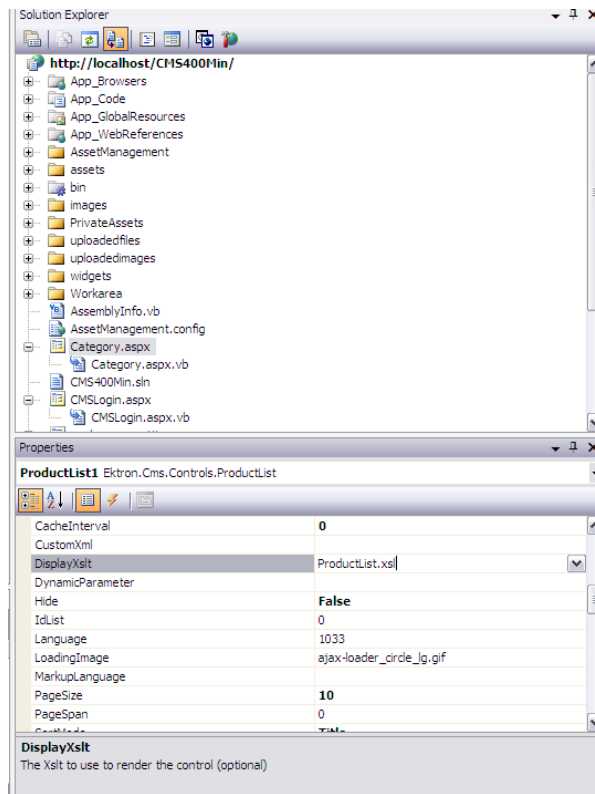 Solution Explorer
http://localhost/CMS400Min/
App_Browsers
App_Code
App_GlobalResources
App_WebReferences
AssetManagement
assets
bin
images
PrivateAssets
uploadedfiles
uploadedimages
widgets
Workarea
AssemblyInfo.vb
AssetManagement.config
Category.aspx
Category.aspx.vb
CMS400Min.sln
CMSLogin.aspx
CMSLogin.aspx.vb
Properties
ProductList1 Ektron.Cms.Controls.ProductList
CacheInterval 0
CustomXml
DisplayXslt ProductList.xsl
DynamicParameter
Hide False
IdList 0
Language 1033
LoadingImage ajax-loader_circle_lg.gif
MarkupLanguage
PageSize 10
PageSpan 0
SortMode Title
DisplayXslt
The Xslt to use to render the control (optional)